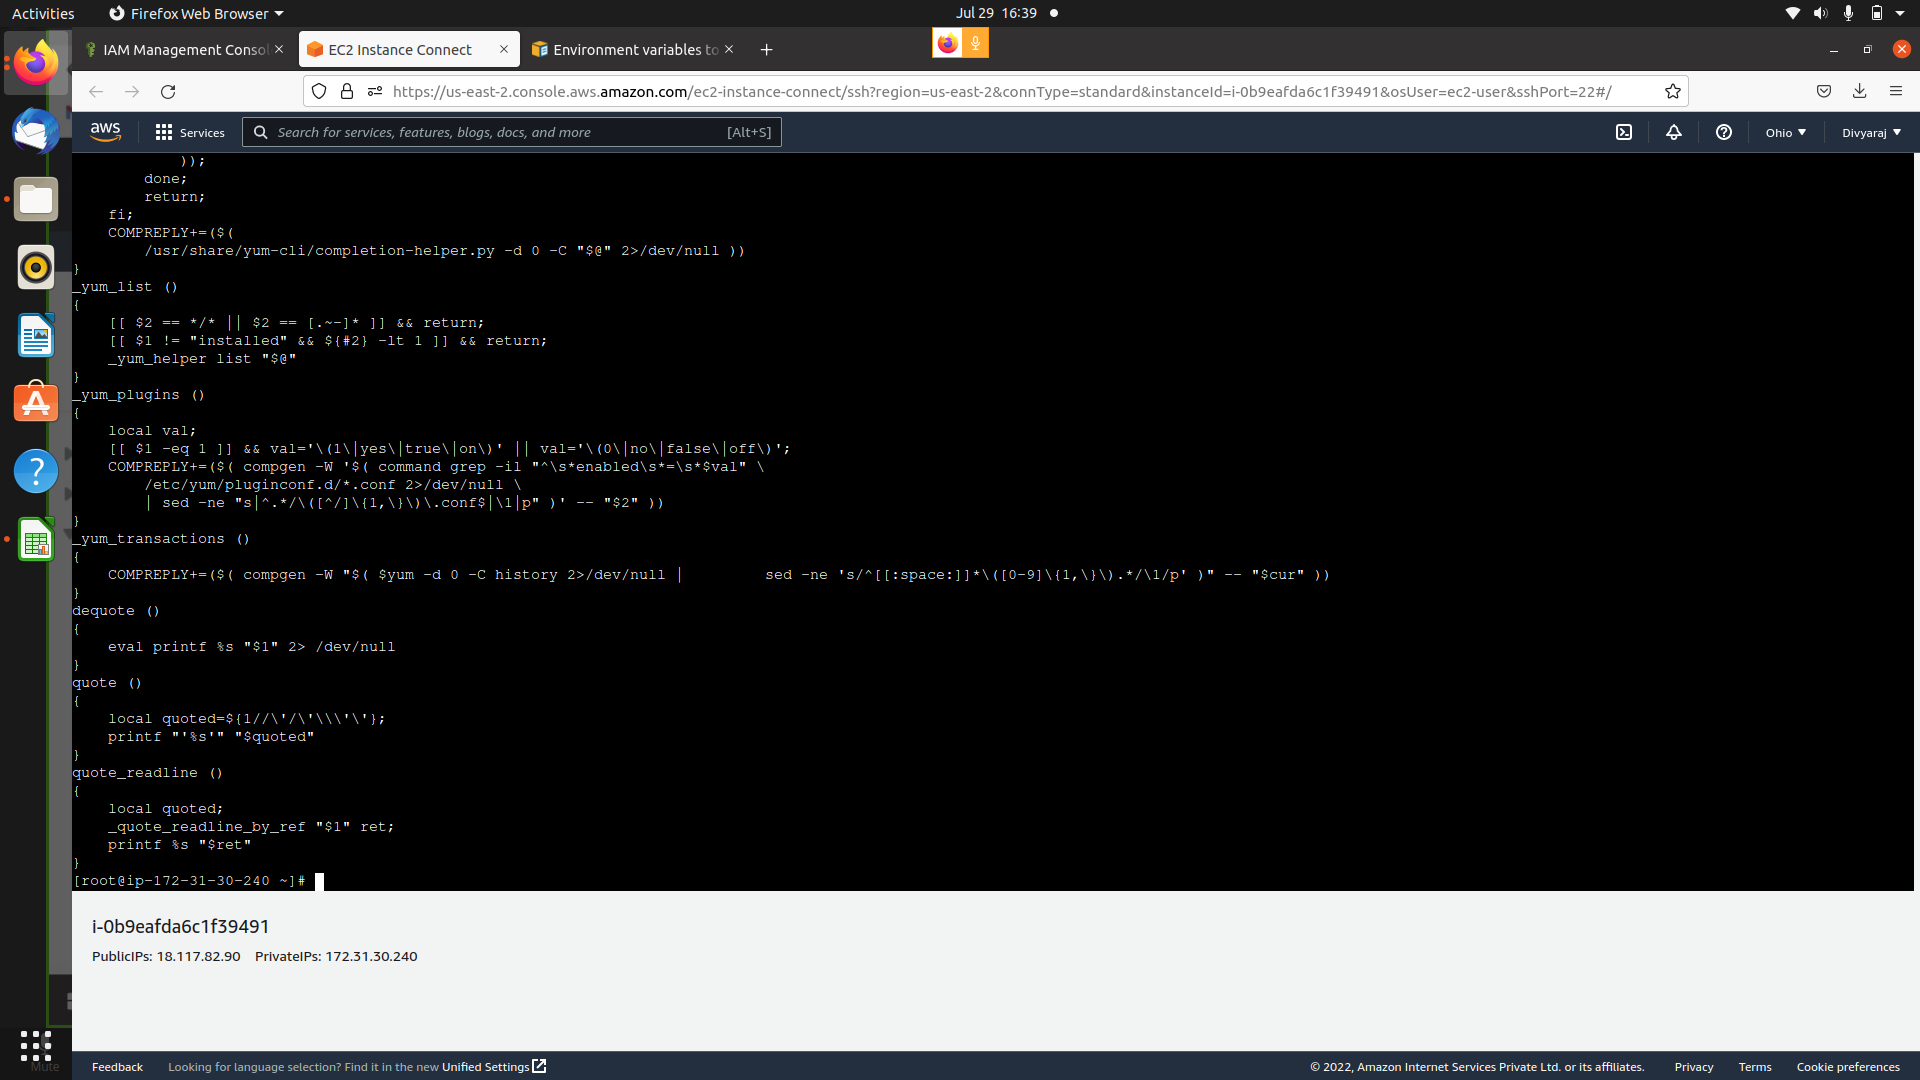 Activities
Firefox Web Browser
Jul 29 16:39
IAM Management Conso
EC2 Instance Connect
Environment variables to
https://us-east-2.console.aws.amazon.com/ec2-instance-connect/ssh?region=us-east-2&connType=standard&instanceId=i-0b9eafda6c1f39491&osUser=ec2-user&sshPort=22#/
aws
Services
Search for services, features, blogs, docs, and more
[Alt+S]
Ohio
Divyaraj
            ));
        done;
        return;
    fi;
    COMPREPLY+=($(
        /usr/share/yum-cli/completion-helper.py -d 0 -C "$@" 2>/dev/null ))
}
_yum_list ()
{
    [[ $2 == */* || $2 == [.~-]* ]] && return;
    [[ $1 != "installed" && ${#2} -lt 1 ]] && return;
    _yum_helper list "$@"
}
_yum_plugins ()
{
    local val;
    [[ $1 -eq 1 ]] && val='\(1\|yes\|true\|on\)' || val='\(0\|no\|false\|off\)';
    COMPREPLY+=($( compgen -W '$( command grep -il "^\s*enabled\s*=\s*$val" \
        /etc/yum/pluginconf.d/*.conf 2>/dev/null \
        | sed -ne "s|^.*/\([^/]\{1,\}\)\.conf$|\1|p" )' -- "$2" ))
}
_yum_transactions ()
{
    COMPREPLY+=($( compgen -W "$( $yum -d 0 -C history 2>/dev/null |         sed -ne 's/^[[:space:]]*\([0-9]\{1,\}\).*/\1/p' )" -- "$cur" ))
}
dequote ()
{
    eval printf %s "$1" 2> /dev/null
}
quote ()
{
    local quoted=${1//\'/\'\\\'\'};
    printf "'%s'" "$quoted"
}
quote_readline ()
{
    local quoted;
    _quote_readline_by_ref "$1" ret;
    printf %s "$ret"
}
[root@ip-172-31-30-240 ~]#
i-0b9eafda6c1f39491
PublicIPs: 18.117.82.90 PrivateIPs: 172.31.30.240
Mute
Feedback
Looking for language selection? Find it in the new Unified Settings
© 2022, Amazon Internet Services Private Ltd. or its affiliates.
Privacy
Terms
Cookie preferences